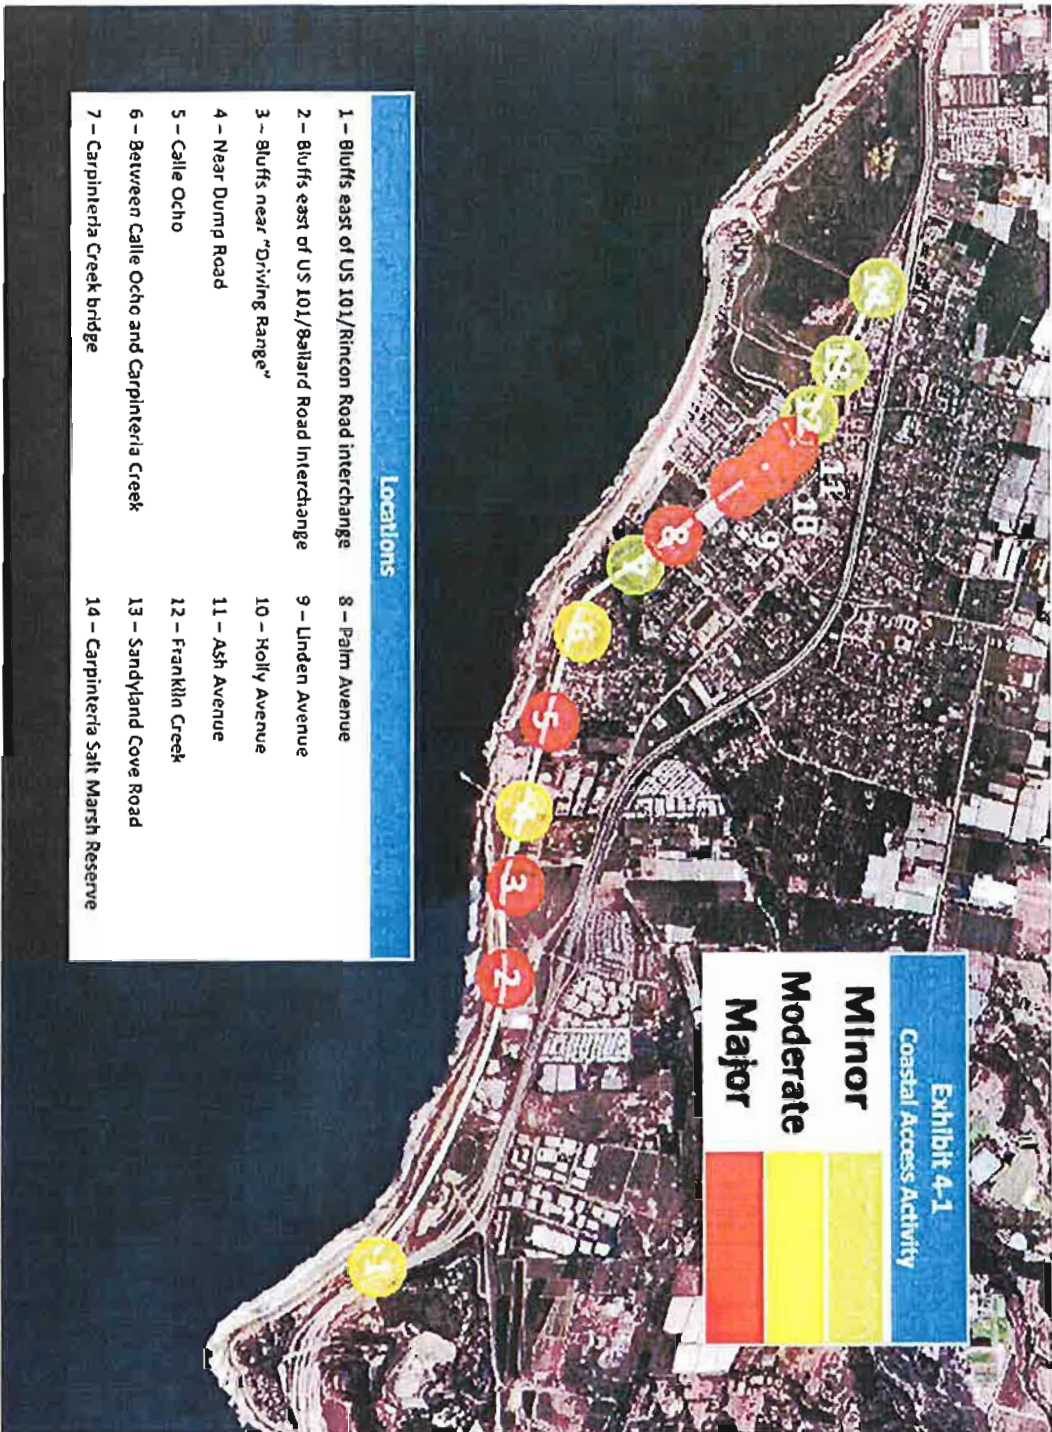 Exhibit 4-1
Coastal Access Activity
Minor
Moderate
Major
14
13
12
11
10
9
8
7
6
5
4
3
2
1
Locations
1 – Bluffs east of US 101/Rincon Road interchange
2 – Bluffs east of US 101/Ballard Road Interchange
3 – Bluffs near "Driving Range"
4 – Near Dump Road
5 – Calle Ocho
6 – Between Calle Ocho and Carpinteria Creek
7 – Carpinteria Creek bridge
8 – Palm Avenue
9 – Linden Avenue
10 – Holly Avenue
11 – Ash Avenue
12 – Franklin Creek
13 – Sandyland Cove Road
14 – Carpinteria Salt Marsh Reserve